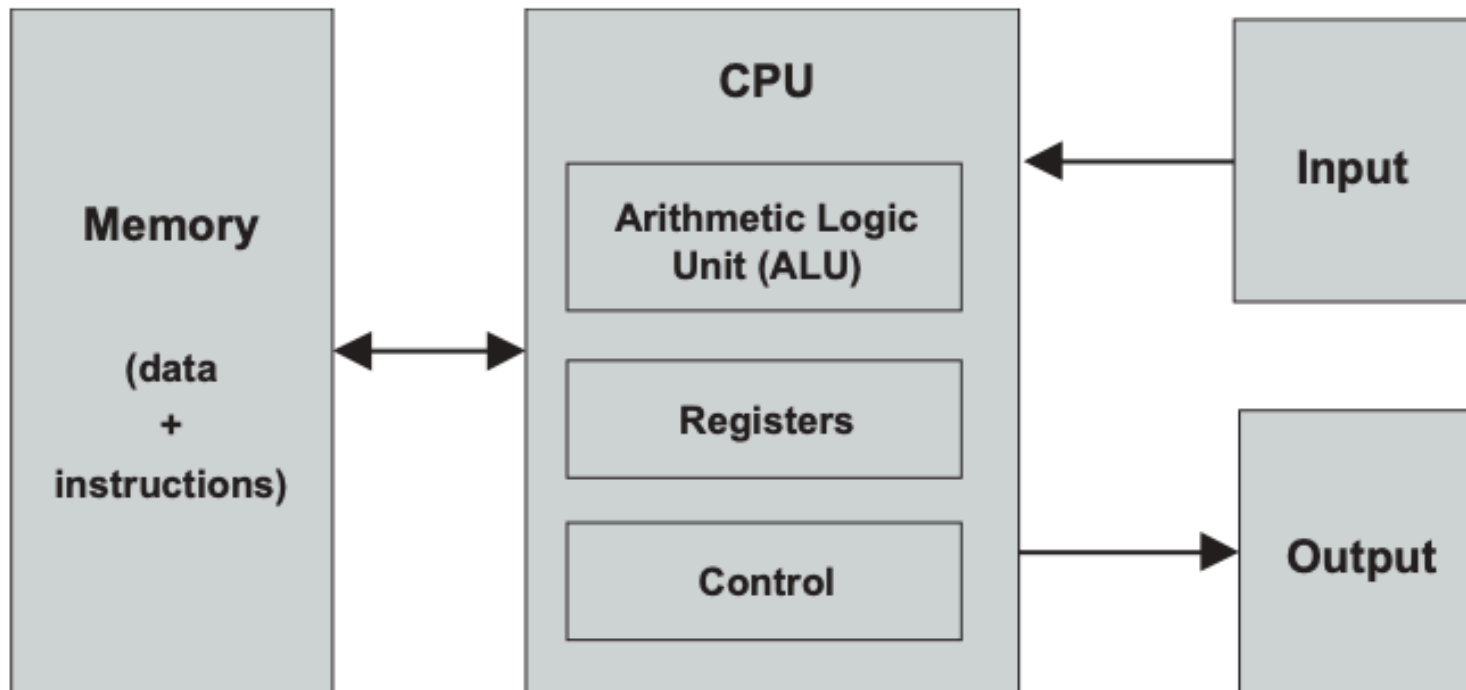 Memory
(data
+
instructions)
CPU
Arithmetic Logic
Unit (ALU)
Registers
Control
Input
Output